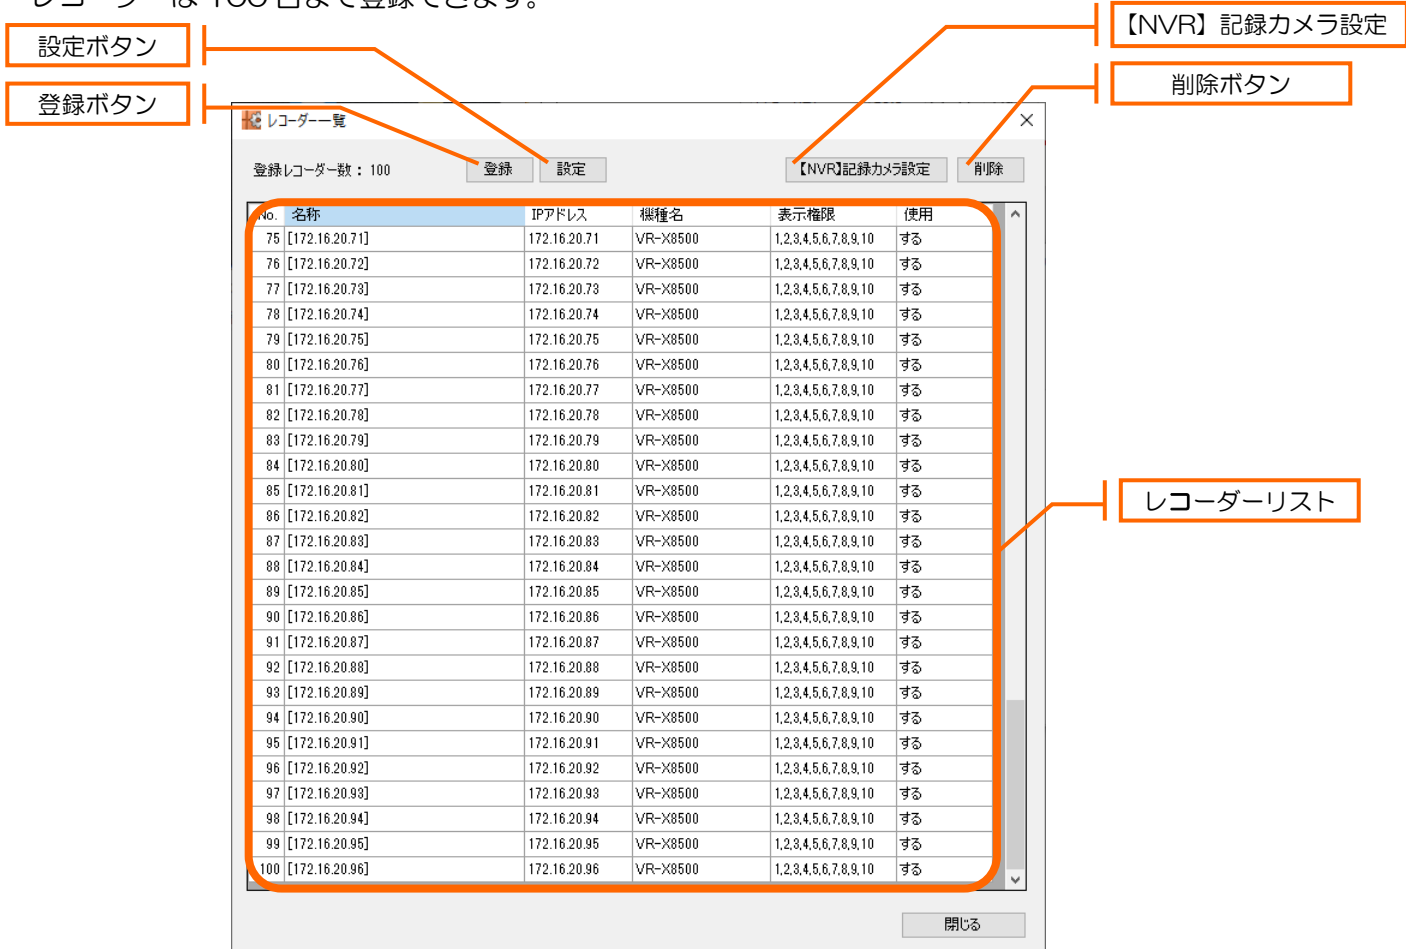 レコーダーは 100 台まで登録できます。
設定ボタン
【NVR】記録カメラ設定
登録ボタン
削除ボタン
レコーダー一覧
登録レコーダー数： 100
登録
設定
【NVR】記録カメラ設定
削除
No. 名称 IPアドレス 機種名 表示権限 使用
75 [172.16.20.71] 172.16.20.71 VR-X8500 1,2,3,4,5,6,7,8,9,10 する
76 [172.16.20.72] 172.16.20.72 VR-X8500 1,2,3,4,5,6,7,8,9,10 する
77 [172.16.20.73] 172.16.20.73 VR-X8500 1,2,3,4,5,6,7,8,9,10 する
78 [172.16.20.74] 172.16.20.74 VR-X8500 1,2,3,4,5,6,7,8,9,10 する
79 [172.16.20.75] 172.16.20.75 VR-X8500 1,2,3,4,5,6,7,8,9,10 する
80 [172.16.20.76] 172.16.20.76 VR-X8500 1,2,3,4,5,6,7,8,9,10 する
81 [172.16.20.77] 172.16.20.77 VR-X8500 1,2,3,4,5,6,7,8,9,10 する
82 [172.16.20.78] 172.16.20.78 VR-X8500 1,2,3,4,5,6,7,8,9,10 する
83 [172.16.20.79] 172.16.20.79 VR-X8500 1,2,3,4,5,6,7,8,9,10 する
84 [172.16.20.80] 172.16.20.80 VR-X8500 1,2,3,4,5,6,7,8,9,10 する
85 [172.16.20.81] 172.16.20.81 VR-X8500 1,2,3,4,5,6,7,8,9,10 する
86 [172.16.20.82] 172.16.20.82 VR-X8500 1,2,3,4,5,6,7,8,9,10 する
87 [172.16.20.83] 172.16.20.83 VR-X8500 1,2,3,4,5,6,7,8,9,10 する
88 [172.16.20.84] 172.16.20.84 VR-X8500 1,2,3,4,5,6,7,8,9,10 する
89 [172.16.20.85] 172.16.20.85 VR-X8500 1,2,3,4,5,6,7,8,9,10 する
90 [172.16.20.86] 172.16.20.86 VR-X8500 1,2,3,4,5,6,7,8,9,10 する
91 [172.16.20.87] 172.16.20.87 VR-X8500 1,2,3,4,5,6,7,8,9,10 する
92 [172.16.20.88] 172.16.20.88 VR-X8500 1,2,3,4,5,6,7,8,9,10 する
93 [172.16.20.89] 172.16.20.89 VR-X8500 1,2,3,4,5,6,7,8,9,10 する
94 [172.16.20.90] 172.16.20.90 VR-X8500 1,2,3,4,5,6,7,8,9,10 する
95 [172.16.20.91] 172.16.20.91 VR-X8500 1,2,3,4,5,6,7,8,9,10 する
96 [172.16.20.92] 172.16.20.92 VR-X8500 1,2,3,4,5,6,7,8,9,10 する
97 [172.16.20.93] 172.16.20.93 VR-X8500 1,2,3,4,5,6,7,8,9,10 する
98 [172.16.20.94] 172.16.20.94 VR-X8500 1,2,3,4,5,6,7,8,9,10 する
99 [172.16.20.95] 172.16.20.95 VR-X8500 1,2,3,4,5,6,7,8,9,10 する
100 [172.16.20.96] 172.16.20.96 VR-X8500 1,2,3,4,5,6,7,8,9,10 する
レコーダーリスト
閉じる